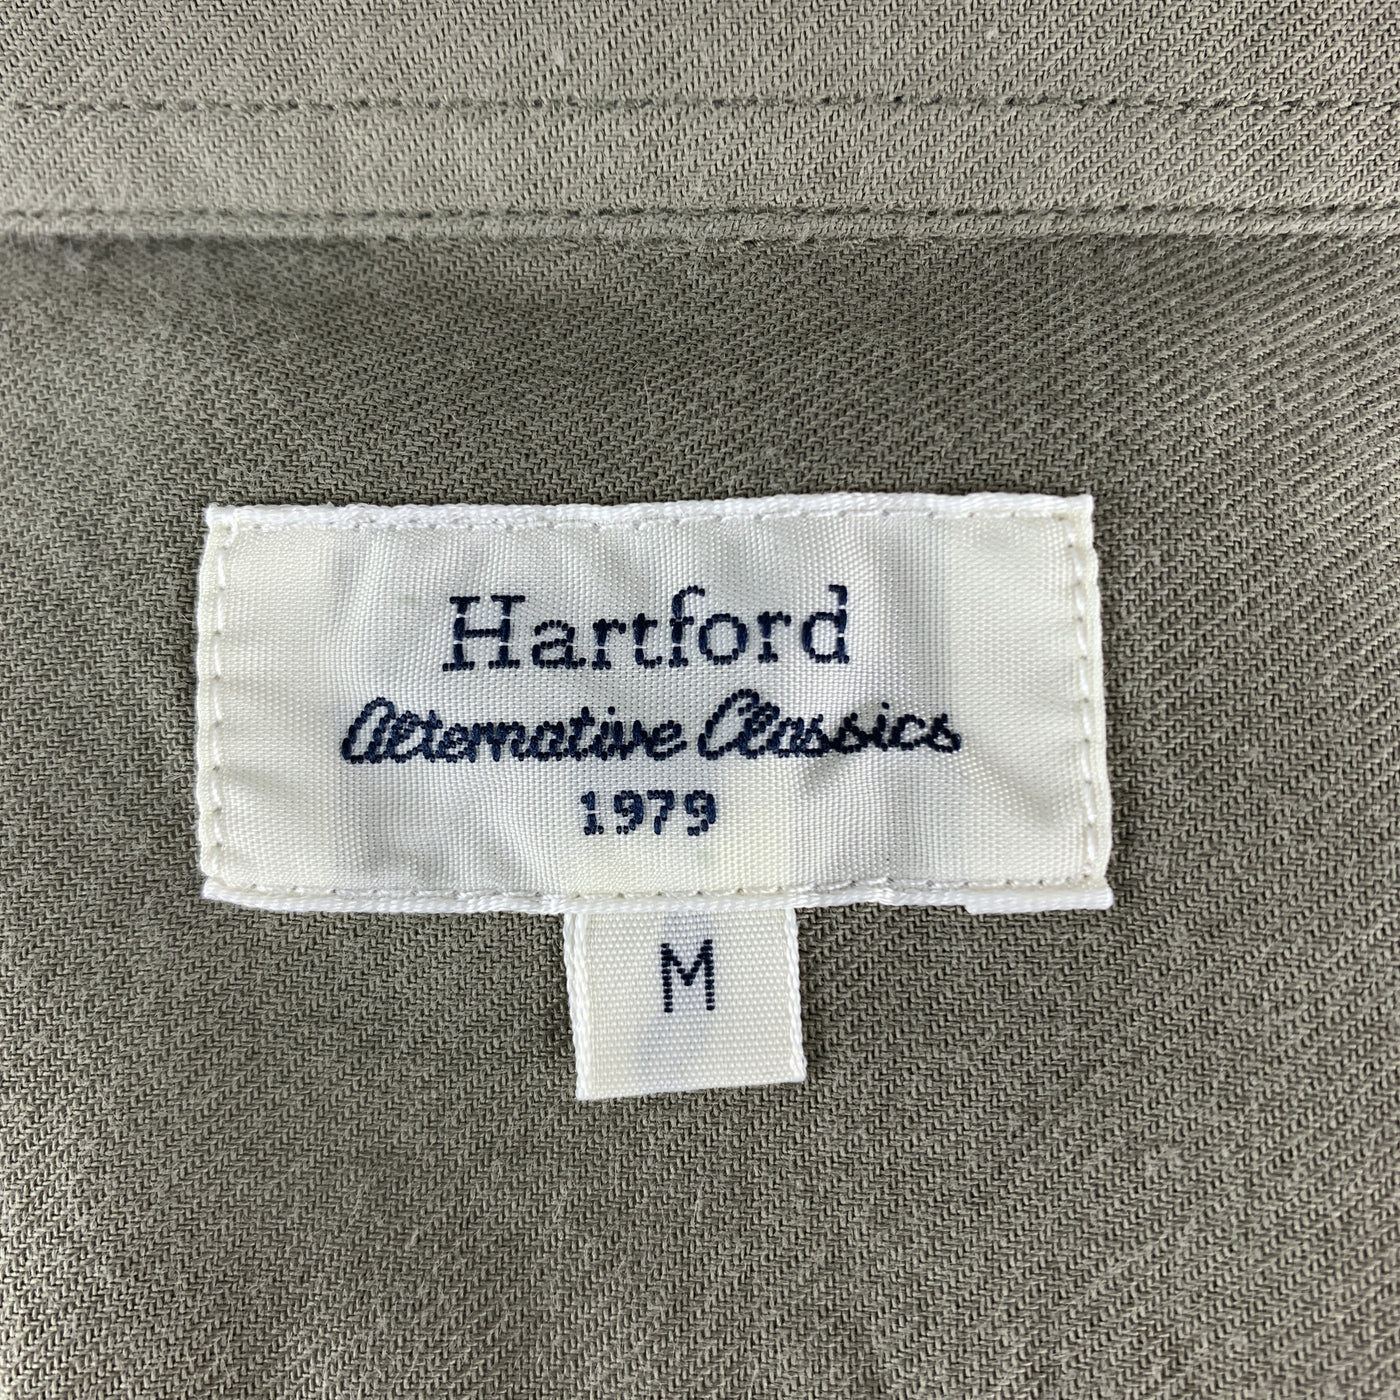 Hartford
Alternative Classics
1979
M